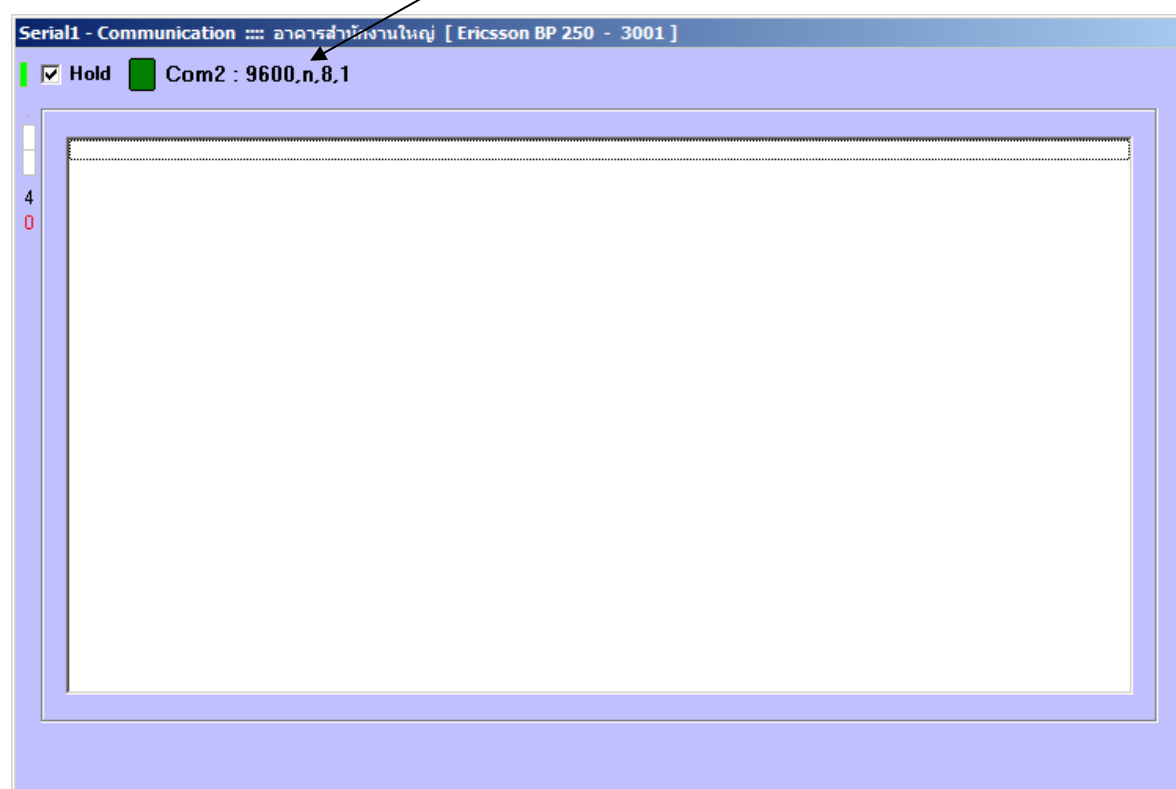 Serial1 - Communication :::: อาคารสำนักงานใหญ่ [ Ericsson BP 250 - 3001 ]
Hold Com2 : 9600,n,8,1
4
0